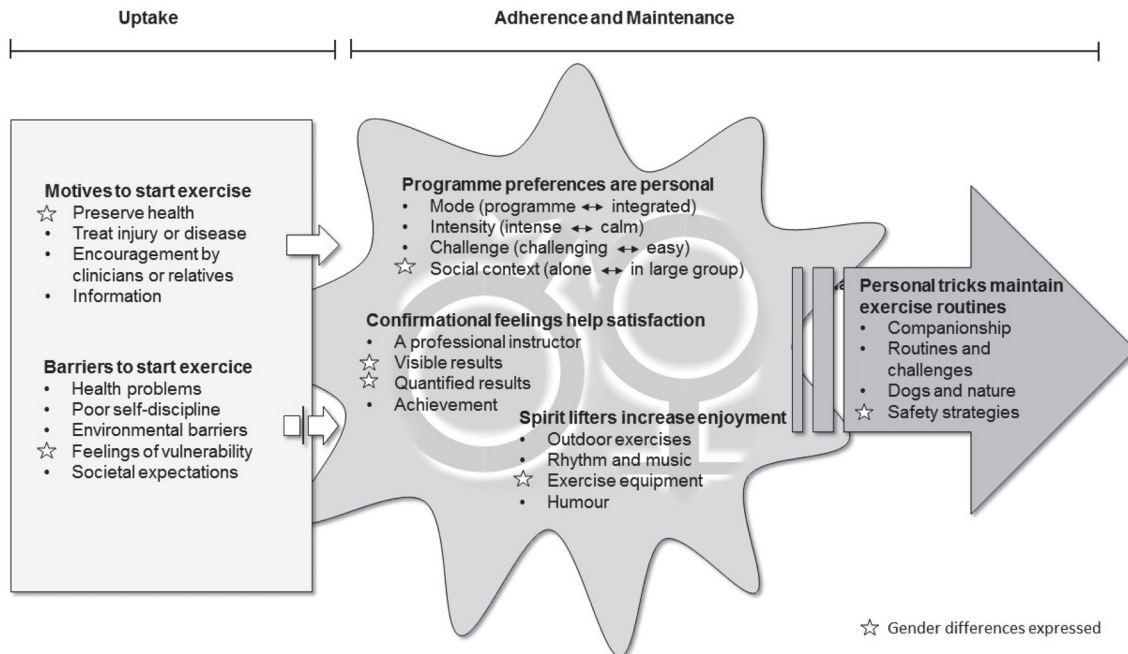 Uptake
Adherence and Maintenance
Motives to start exercise
☆ Preserve health
• Treat injury or disease
• Encouragement by
clinicians or relatives
• Information
Barriers to start exercice
• Health problems
• Poor self-discipline
• Environmental barriers
☆ Feelings of vulnerability
• Societal expectations
Programme preferences are personal
• Mode (programme ↔ integrated)
• Intensity (intense ↔ calm)
• Challenge (challenging ↔ easy)
☆ Social context (alone ↔ in large group)
Confirmational feelings help satisfaction
• A professional instructor
☆ Visible results
☆ Quantified results
• Achievement
Spirit lifters increase enjoyment
• Outdoor exercises
• Rhythm and music
☆ Exercise equipment
• Humour
Personal tricks maintain
exercise routines
• Companionship
• Routines and
challenges
• Dogs and nature
☆ Safety strategies
☆ Gender differences expressed